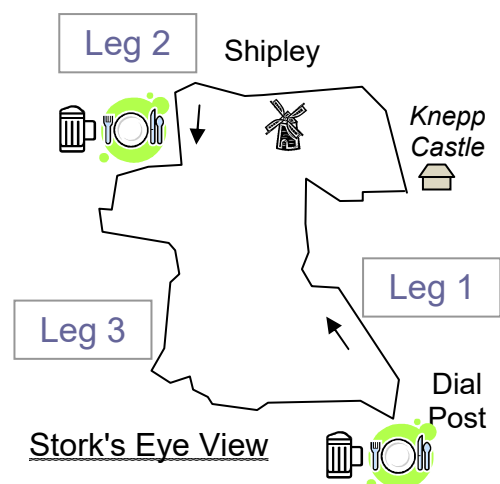 Leg 2
Shipley
Knepp
Castle
Leg 1
Leg 3
Dial
Post
Stork's Eye View